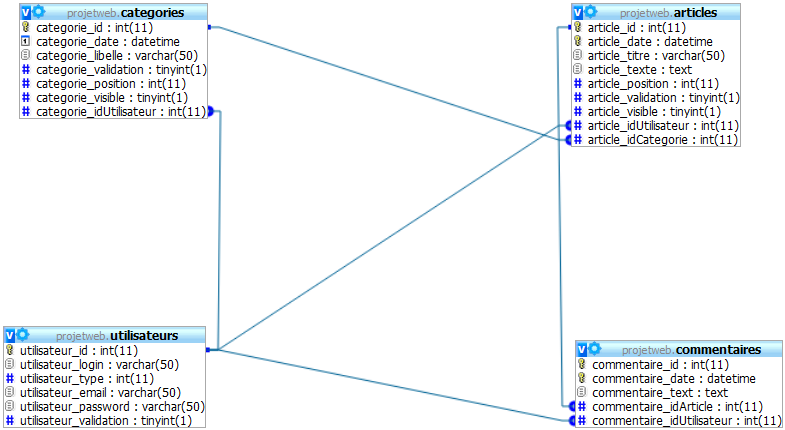 projetweb.categories
categorie_id : int(11)
categorie_date : datetime
categorie_libelle : varchar(50)
categorie_validation : tinyint(1)
categorie_position : int(11)
categorie_visible : tinyint(1)
categorie_idUtilisateur : int(11)
projetweb.articles
article_id : int(11)
article_date : datetime
article_titre : varchar(50)
article_texte : text
article_position : int(11)
article_validation : tinyint(1)
article_visible : tinyint(1)
article_idUtilisateur : int(11)
article_idCategorie : int(11)
projetweb.utilisateurs
utilisateur_id : int(11)
utilisateur_login : varchar(50)
utilisateur_type : int(11)
utilisateur_email : varchar(50)
utilisateur_password : varchar(50)
utilisateur_validation : tinyint(1)
projetweb.commentaires
commentaire_id : int(11)
commentaire_date : datetime
commentaire_text : text
commentaire_idArticle : int(11)
commentaire_idUtilisateur : int(11)